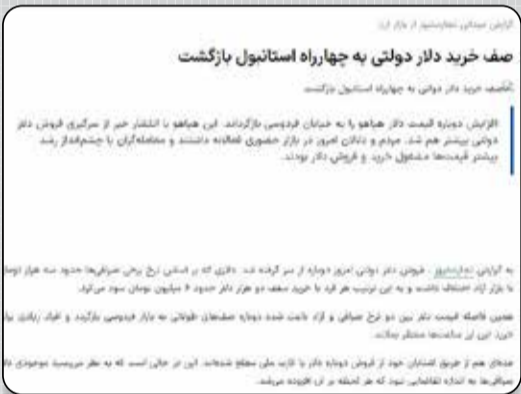 گزارش میدانی تجارت‌نیوز از بازار ارز
صف خرید دلار دولتی به چهارراه استانبول بازگشت
صف خرید دلار دولتی به چهارراه استانبول بازگشت
افزایش دوباره قیمت دلار هیاهو را به خیابان فردوسی بازگرداند. این هیاهو با انتشار خبر از سرگیری فروش دلار
دولتی بیشتر هم شد. مردم و دلالان امروز در بازار حضوری فعالانه داشتند و معامله‌گران با چشم‌انداز رشد
بیشتر قیمت‌ها مشغول خرید و فروش دلار بودند.
به گزارش تجارت‌نیوز ، فروش دلار دولتی امروز دوباره از سر گرفته شد. دلاری که بر اساس نرخ برخی صرافی‌ها حدود سه هزار تومان
با بازار آزاد اختلاف داشت و به این ترتیب هر فرد با خرید سقف دو هزار دلار حدود ۶ میلیون تومان سود می‌کرد.
همین فاصله قیمت دلار بین دو نرخ صرافی و آزاد باعث شده دوباره صف‌های طولانی به بازار فردوسی بازگردد و افراد زیادی برای
خرید این ارز ساعت‌ها منتظر بمانند.
عده‌ای هم از طریق آشنایان خود از فروش دوباره دلار با کارت ملی مطلع شده‌اند. این در حالی است که به نظر می‌رسید موجودی دلار
صرافی‌ها به اندازه تقاضایی نبود که هر لحظه بر آن افزوده می‌شد.